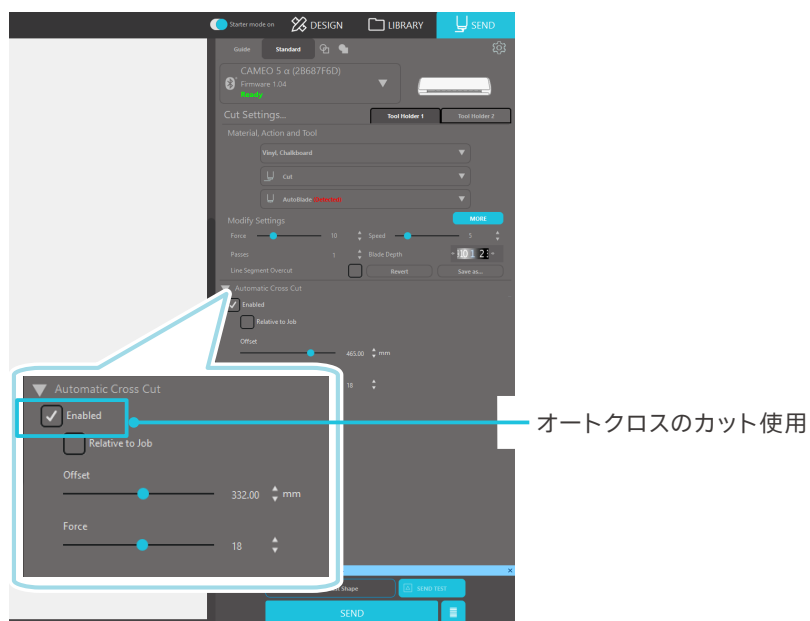 Starter mode on
DESIGN
LIBRARY
SEND
Guide
Standard
CAMEO 5 α (2B687F6D)
Firmware 1.04
Ready
Cut Settings...
Tool Holder 1
Tool Holder 2
Material, Action and Tool
Vinyl, Chalkboard
Cut
AutoBlade
Modify Settings
MORE
Force
10
Speed
5
Passes
1
Blade Depth
Line Segment Overcut
Revert
Save as...
Automatic Cross Cut
Enabled
Relative to Job
Offset
465.00 mm
18
Automatic Cross Cut
Enabled
Relative to Job
Offset
332.00 mm
Force
18
オートクロスのカット使用
Shape
SEND TEST
SEND